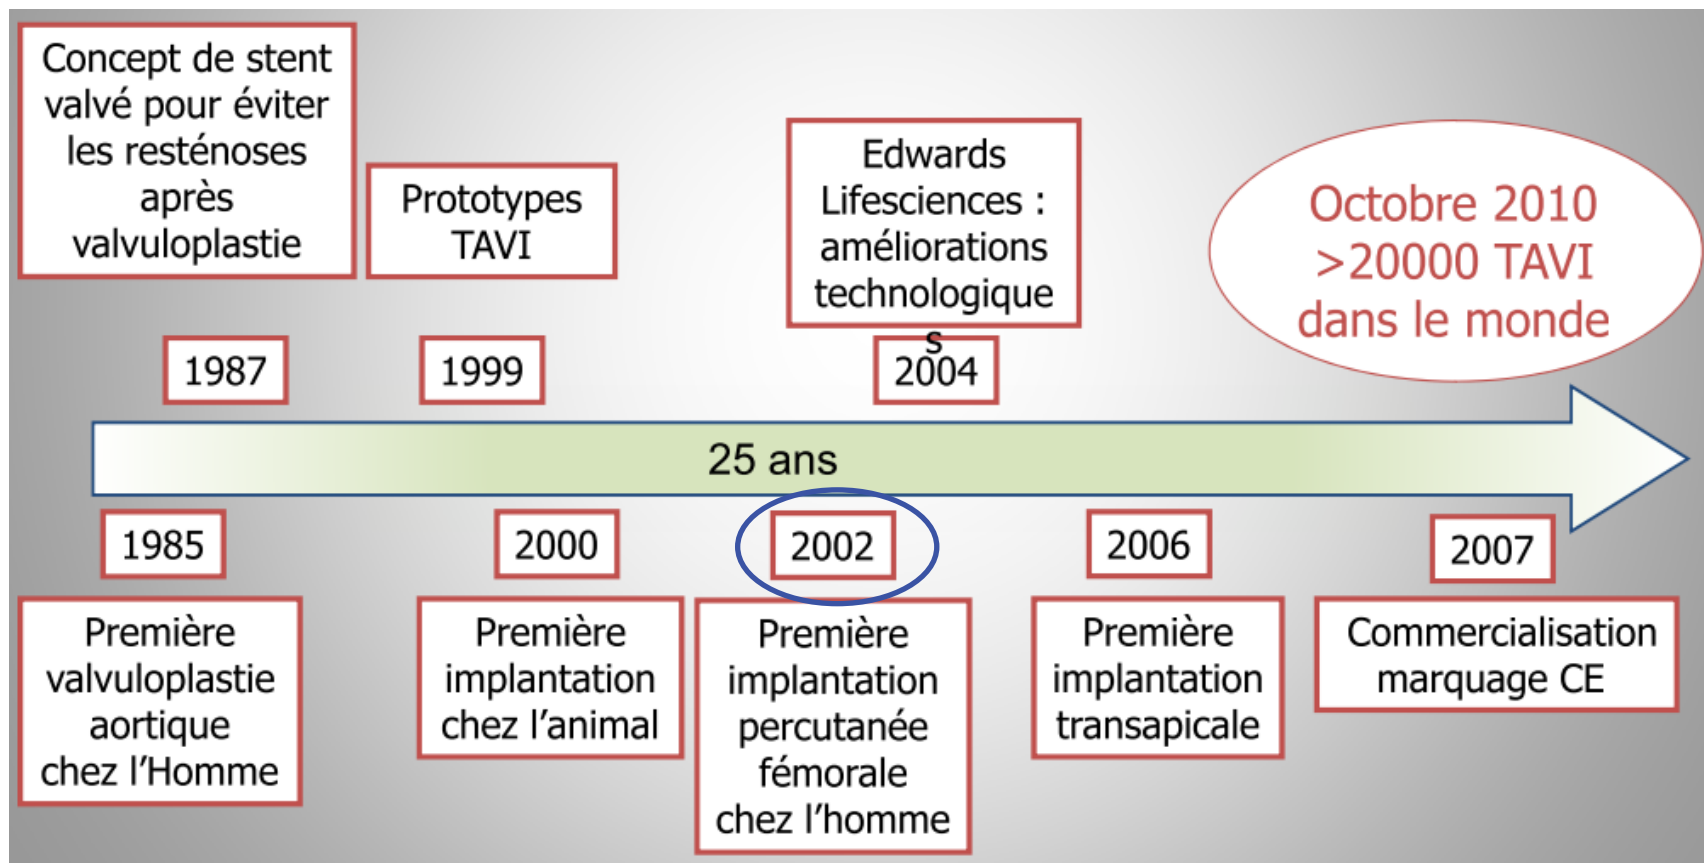 Concept de stent
valvé pour éviter
les resténoses
après
valvuloplastie
Prototypes
TAVI
Edwards
Lifesciences :
améliorations
technologique
s
Octobre 2010
>20000 TAVI
dans le monde
1987
1999
2004
25 ans
1985
2000
2002
2006
2007
Première
valvuloplastie
aortique
chez l’Homme
Première
implantation
chez l’animal
Première
implantation
percutanée
fémorale
chez l’homme
Première
implantation
transapicale
Commercialisation
marquage CE